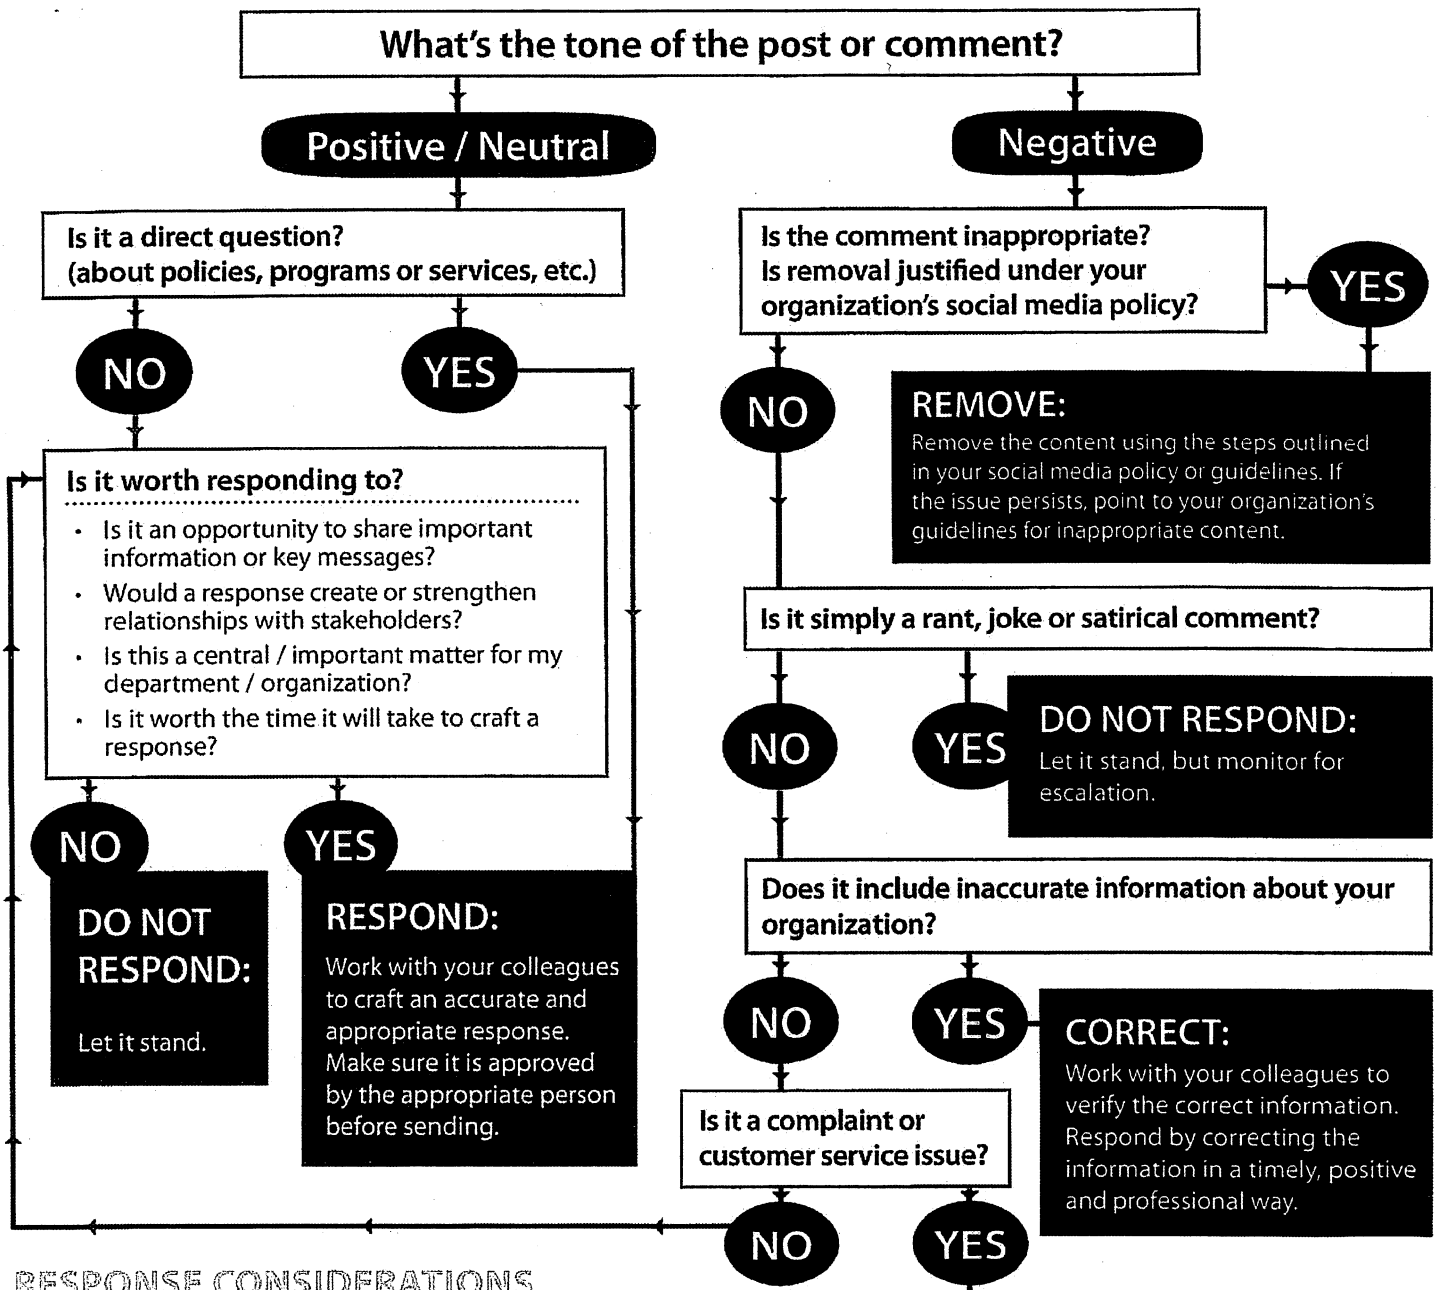 What's the tone of the post or comment?
Positive / Neutral
Negative
Is it a direct question?
(about policies, programs or services, etc.)
NO
YES
Is it worth responding to?
• Is it an opportunity to share important
information or key messages?
• Would a response create or strengthen
relationships with stakeholders?
• Is this a central / important matter for my
department / organization?
• Is it worth the time it will take to craft a
response?
NO
YES
DO NOT
RESPOND:
Let it stand.
RESPOND:
Work with your colleagues
to craft an accurate and
appropriate response.
Make sure it is approved
by the appropriate person
before sending.
Is the comment inappropriate?
Is removal justified under your
organization's social media policy?
YES
NO
REMOVE:
Remove the content using the steps outlined
in your social media policy or guidelines. If
the issue persists, point to your organization's
guidelines for inappropriate content.
Is it simply a rant, joke or satirical comment?
NO
YES
DO NOT RESPOND:
Let it stand, but monitor for
escalation.
Does it include inaccurate information about your
organization?
NO
YES
CORRECT:
Work with your colleagues to
verify the correct information.
Respond by correcting the
information in a timely, positive
and professional way.
Is it a complaint or
customer service issue?
NO
YES
RESPONSE CONSIDERATIONS